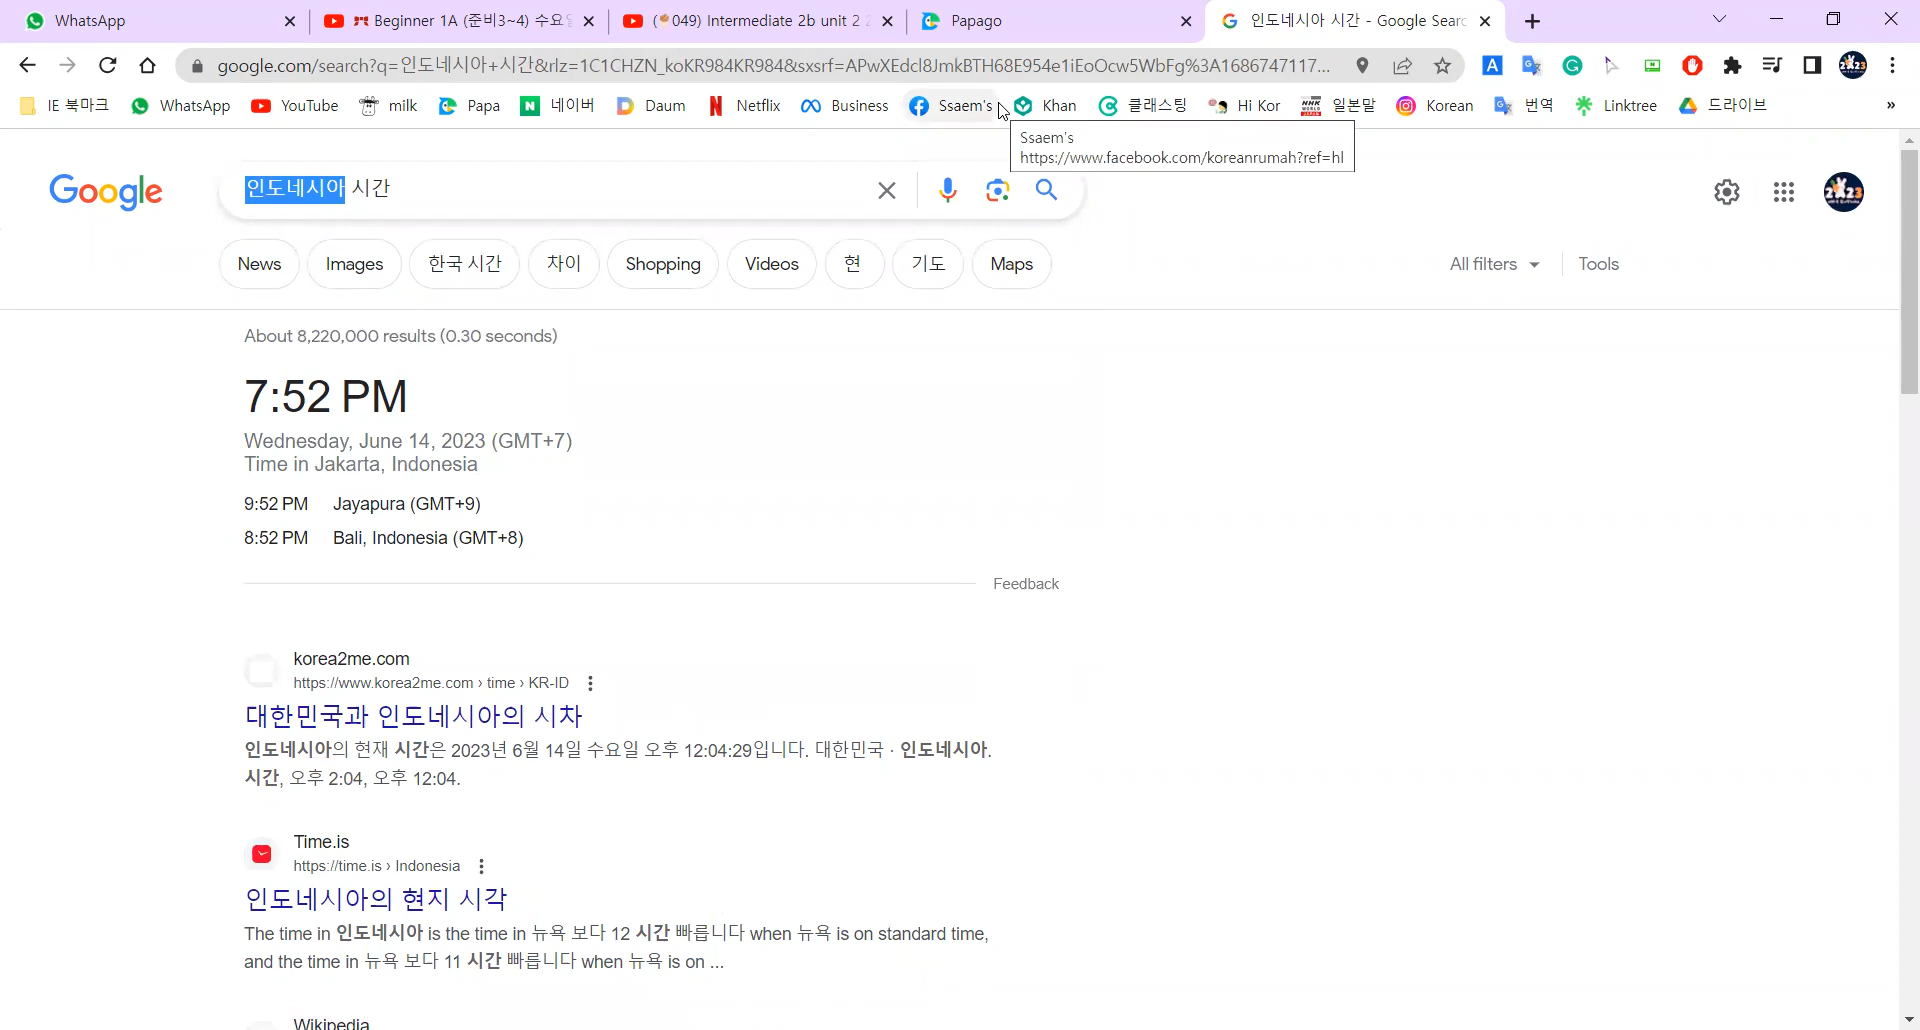 WhatsApp
Beginner 1A (준비3~4) 수요
(049) Intermediate 2b unit 2 2
Papago
인도네시아 시간 - Google Searc
google.com/search?q=인도네시아+시간&rlz=1C1CHZN_koKR984KR984&sxsrf=APwXEdcl8JmkBTH68E954e1iEoOcw5WbFg%3A1686747117...
IE 북마크 WhatsApp YouTube milk Papa 네이버 Daum Netflix Business Ssaem's Khan 클래스팅 Hi Kor 일본말 Korean 번역 Linktree 드라이브 »
Ssaem's
https://www.facebook.com/koreanrumah?ref=hl
Google
인도네시아 시간
News Images 한국 시간 차이 Shopping Videos 현 기도 Maps All filters Tools
About 8,220,000 results (0.30 seconds)
7:52 PM
Wednesday, June 14, 2023 (GMT+7)
Time in Jakarta, Indonesia
9:52 PM Jayapura (GMT+9)
8:52 PM Bali, Indonesia (GMT+8)
Feedback
korea2me.com
https://www.korea2me.com › time › KR-ID
대한민국과 인도네시아의 시차
인도네시아의 현재 시간은 2023년 6월 14일 수요일 오후 12:04:29입니다. 대한민국 · 인도네시아.
시간, 오후 2:04, 오후 12:04.
Time.is
https://time.is › Indonesia
인도네시아의 현지 시각
The time in 인도네시아 is the time in 뉴욕 보다 12 시간 빠릅니다 when 뉴욕 is on standard time,
and the time in 뉴욕 보다 11 시간 빠릅니다 when 뉴욕 is on ...
Wikipedia